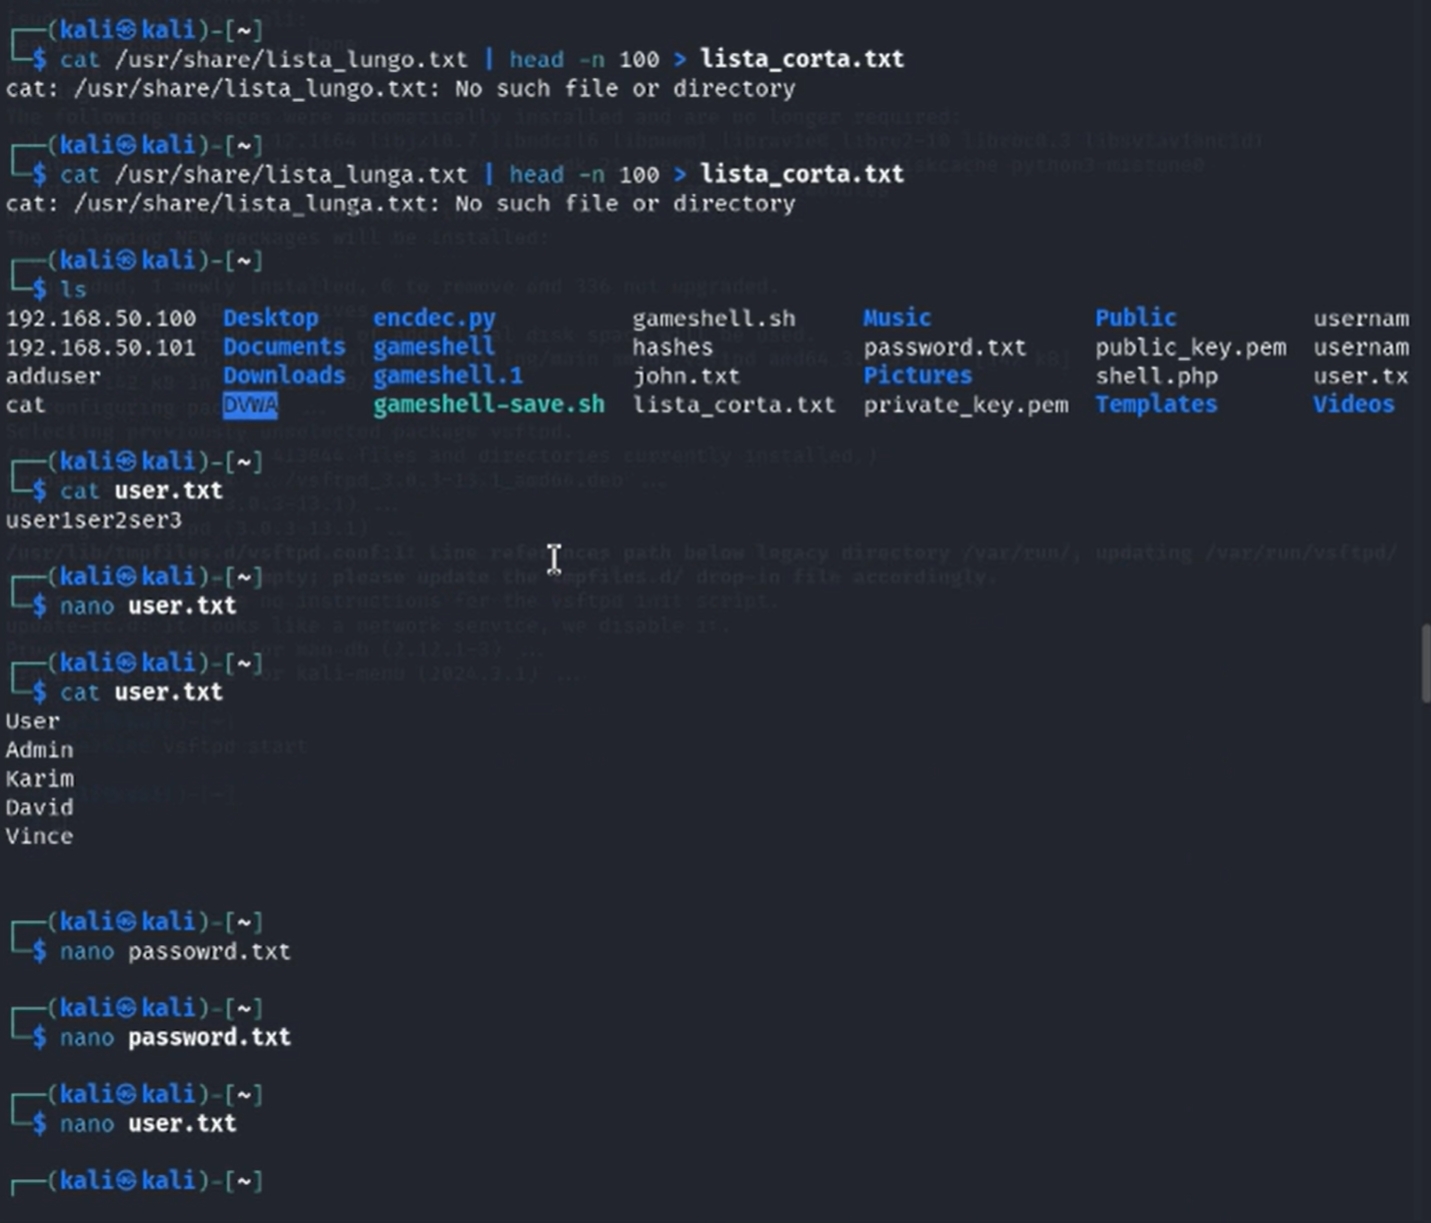 ┌──(kali㉿kali)-[~]
└─$ cat /usr/share/lista_lungo.txt | head -n 100 > lista_corta.txt
cat: /usr/share/lista_lungo.txt: No such file or directory
┌──(kali㉿kali)-[~]
└─$ cat /usr/share/lista_lunga.txt | head -n 100 > lista_corta.txt
cat: /usr/share/lista_lunga.txt: No such file or directory
┌──(kali㉿kali)-[~]
└─$ ls
192.168.50.100 Desktop encdec.py gameshell.sh Music Public usernam
192.168.50.101 Documents gameshell hashes password.txt public_key.pem usernam
adduser Downloads gameshell.1 john.txt Pictures shell.php user.tx
cat DVWA gameshell-save.sh lista_corta.txt private_key.pem Templates Videos
┌──(kali㉿kali)-[~]
└─$ cat user.txt
user1ser2ser3
┌──(kali㉿kali)-[~]
└─$ nano user.txt
┌──(kali㉿kali)-[~]
└─$ cat user.txt
User
Admin
Karim
David
Vince
┌──(kali㉿kali)-[~]
└─$ nano passowrd.txt
┌──(kali㉿kali)-[~]
└─$ nano password.txt
┌──(kali㉿kali)-[~]
└─$ nano user.txt
┌──(kali㉿kali)-[~]